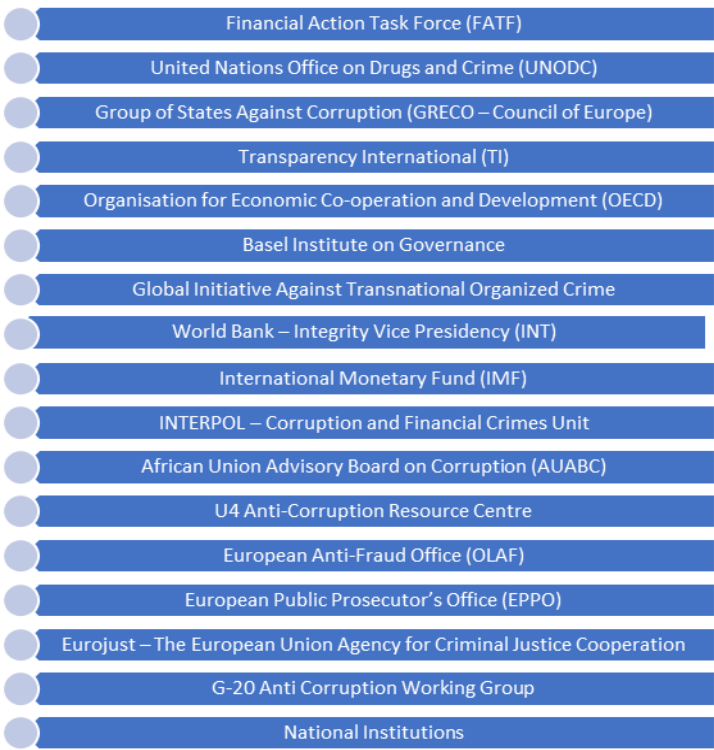 Financial Action Task Force (FATF)
United Nations Office on Drugs and Crime (UNODC)
Group of States Against Corruption (GRECO – Council of Europe)
Transparency International (TI)
Organisation for Economic Co-operation and Development (OECD)
Basel Institute on Governance
Global Initiative Against Transnational Organized Crime
World Bank – Integrity Vice Presidency (INT)
International Monetary Fund (IMF)
INTERPOL – Corruption and Financial Crimes Unit
African Union Advisory Board on Corruption (AUABC)
U4 Anti-Corruption Resource Centre
European Anti-Fraud Office (OLAF)
European Public Prosecutor’s Office (EPPO)
Eurojust – The European Union Agency for Criminal Justice Cooperation
G-20 Anti Corruption Working Group
National Institutions